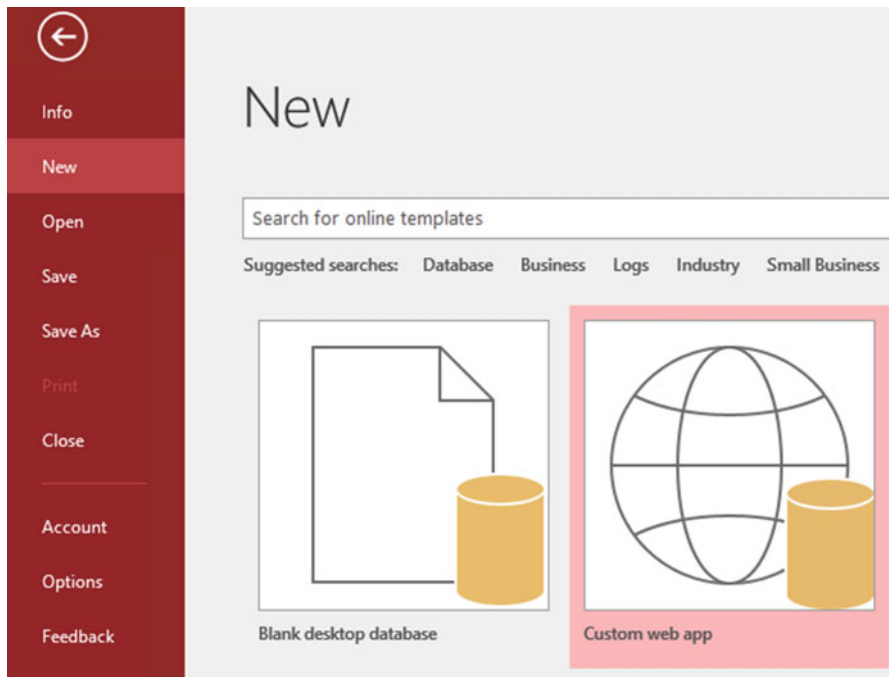 Info
New
Open
Save
Save As
Print
Close
Account
Options
Feedback
New
Search for online templates
Suggested searches: Database Business Logs Industry Small Business
Blank desktop database
Custom web app